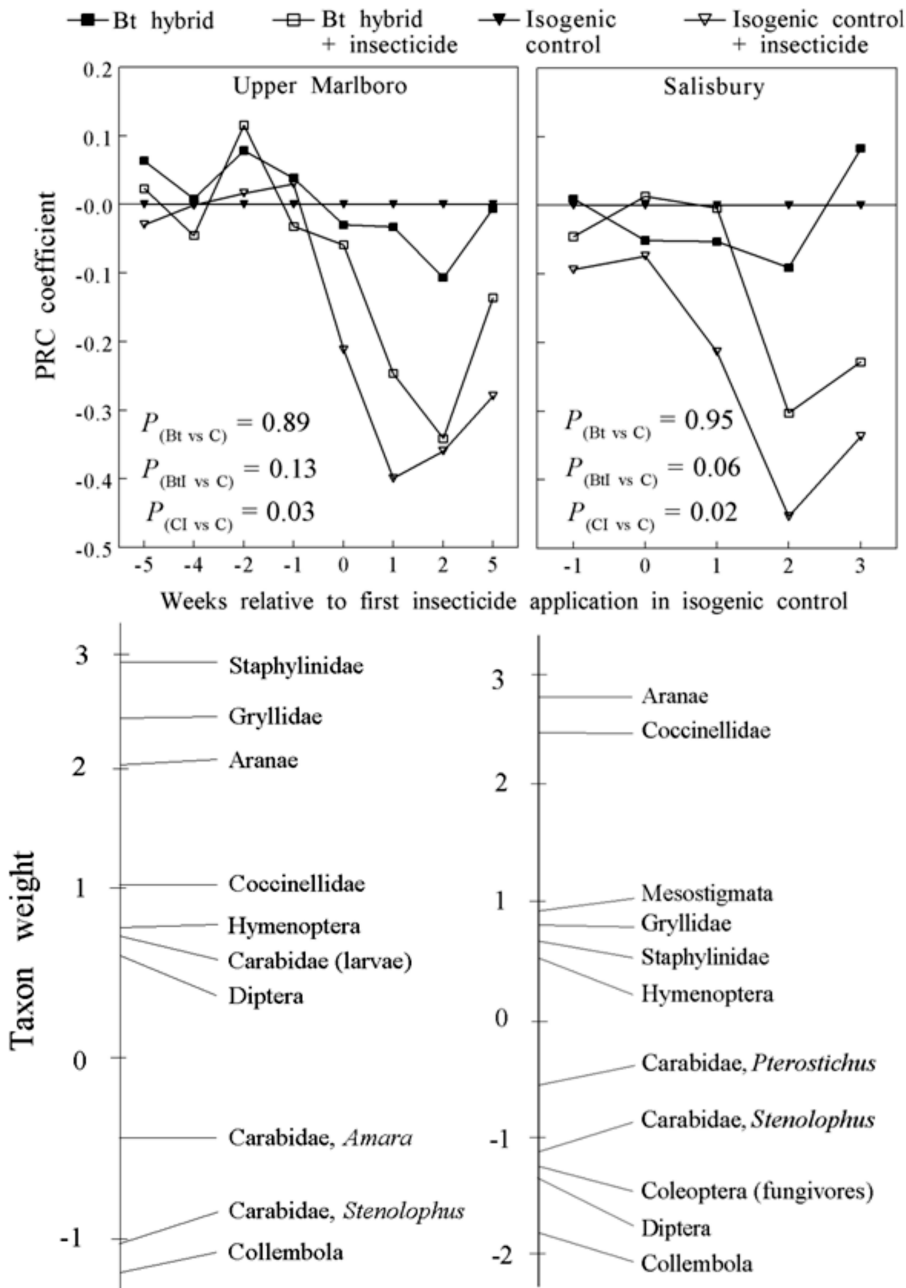 Bt hybrid
Bt hybrid
+ insecticide
Isogenic
control
Isogenic control
+ insecticide
Upper Marlboro
Salisbury
PRC coefficient
0.2
0.1
-0.0
-0.1
-0.2
-0.3
-0.4
-0.5
P(Bt vs C) = 0.89
P(BtI vs C) = 0.13
P(CI vs C) = 0.03
P(Bt vs C) = 0.95
P(BtI vs C) = 0.06
P(CI vs C) = 0.02
-5 -4 -2 -1 0 1 2 5
-1 0 1 2 3
Weeks relative to first insecticide application in isogenic control
Taxon weight
3
2
1
0
-1
Staphylinidae
Gryllidae
Aranae
Coccinellidae
Hymenoptera
Carabidae (larvae)
Diptera
Carabidae, Amara
Carabidae, Stenolophus
Collembola
3
2
1
0
-1
-2
Aranae
Coccinellidae
Mesostigmata
Gryllidae
Staphylinidae
Hymenoptera
Carabidae, Pterostichus
Carabidae, Stenolophus
Coleoptera (fungivores)
Diptera
Collembola